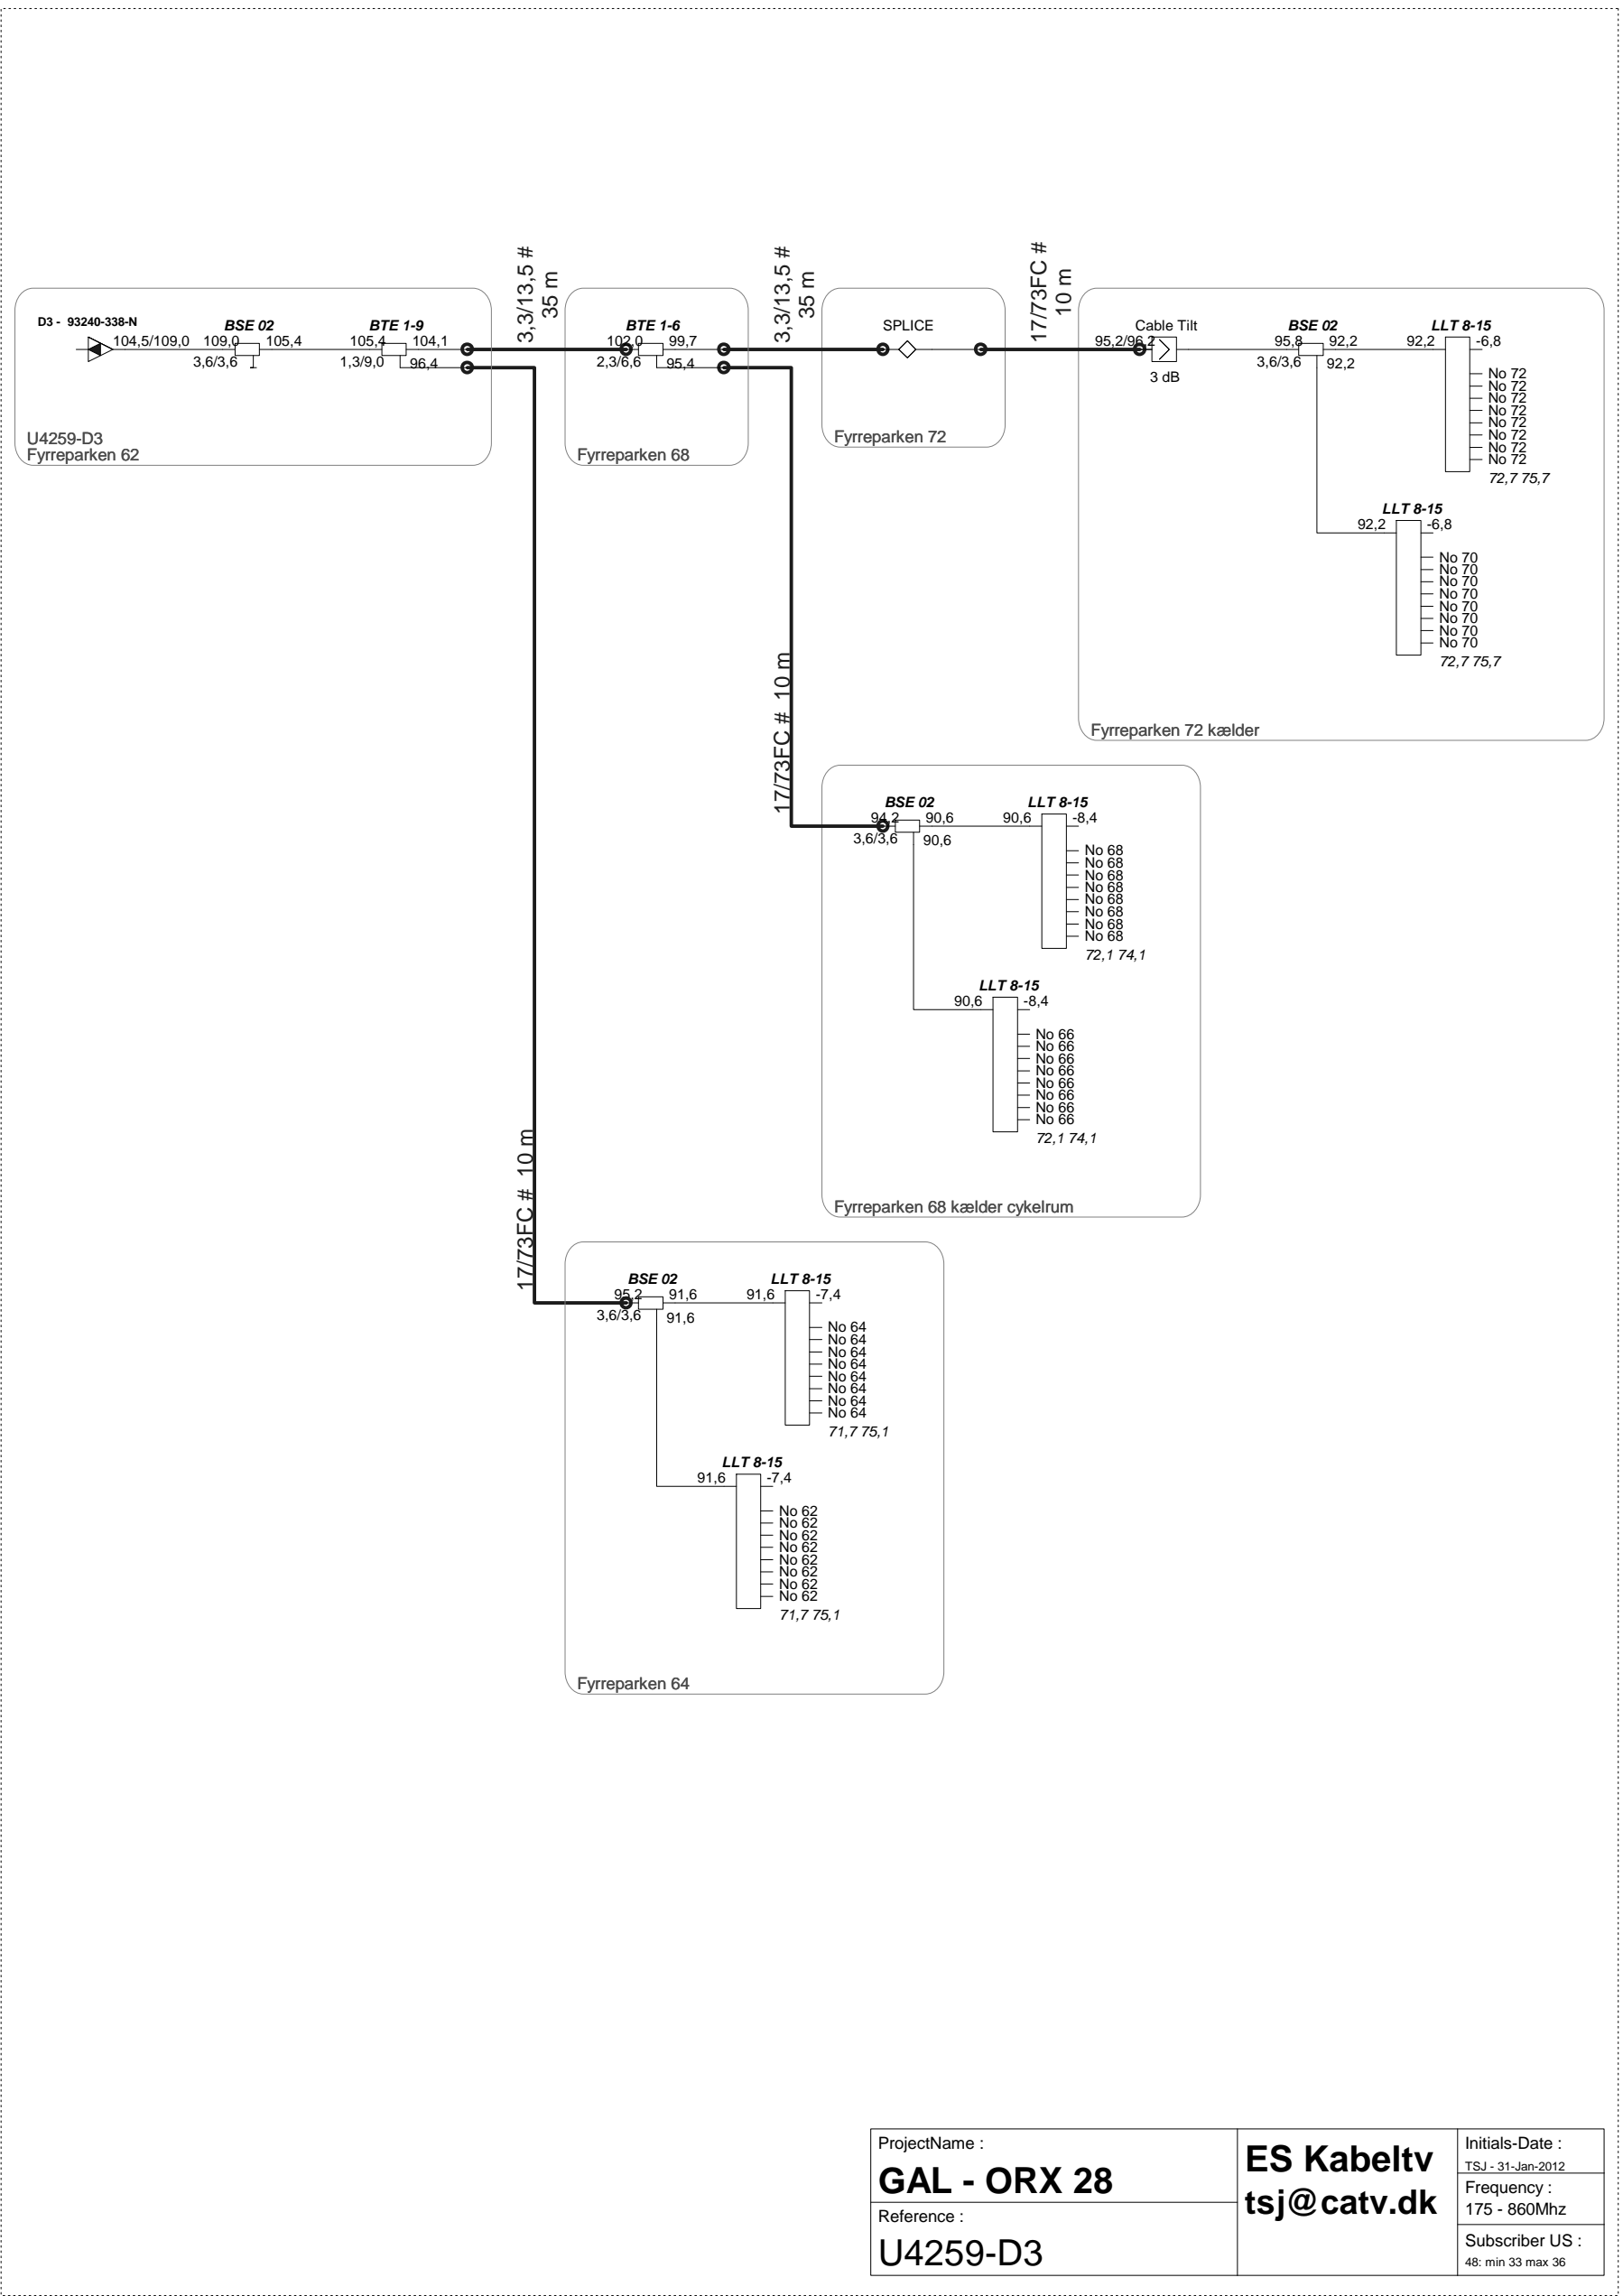 3,3/13,5 #
35 m
3,3/13,5 #
35 m
17/73FC #
10 m
D3 - 93240-338-N
104,5/109,0
BSE 02
109,0
105,4
3,6/3,6
BTE 1-9
105,4
104,1
1,3/9,0
96,4
U4259-D3
Fyrreparken 62
BTE 1-6
102,0
99,7
2,3/6,6
95,4
Fyrreparken 68
SPLICE
Fyrreparken 72
Cable Tilt
95,2/96,2
3 dB
BSE 02
95,8
92,2
3,6/3,6
92,2
LLT 8-15
92,2
-6,8
No 72
No 72
No 72
No 72
No 72
No 72
No 72
No 72
72,7 75,7
LLT 8-15
92,2
-6,8
No 70
No 70
No 70
No 70
No 70
No 70
No 70
No 70
72,7 75,7
Fyrreparken 72 kælder
17/73FC # 10 m
BSE 02
94,2
90,6
3,6/3,6
90,6
LLT 8-15
90,6
-8,4
No 68
No 68
No 68
No 68
No 68
No 68
No 68
No 68
72,1 74,1
LLT 8-15
90,6
-8,4
No 66
No 66
No 66
No 66
No 66
No 66
No 66
No 66
72,1 74,1
Fyrreparken 68 kælder cykelrum
17/73FC # 10 m
BSE 02
95,2
91,6
3,6/3,6
91,6
LLT 8-15
91,6
-7,4
No 64
No 64
No 64
No 64
No 64
No 64
No 64
No 64
71,7 75,1
LLT 8-15
91,6
-7,4
No 62
No 62
No 62
No 62
No 62
No 62
No 62
No 62
71,7 75,1
Fyrreparken 64
ProjectName :
GAL - ORX 28
Reference :
U4259-D3
ES Kabeltv
tsj@catv.dk
Initials-Date :
TSJ - 31-Jan-2012
Frequency :
175 - 860Mhz
Subscriber US :
48: min 33 max 36